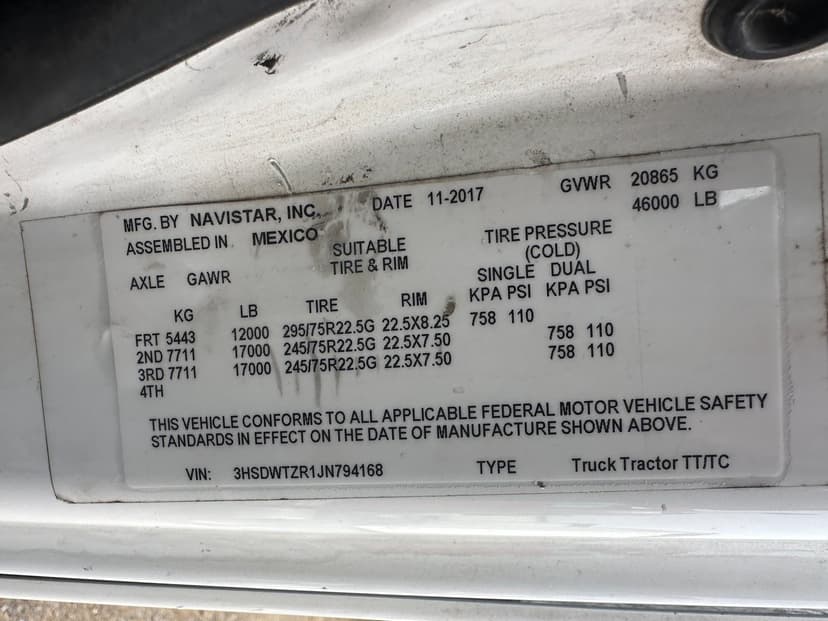 MFG. BY NAVISTAR, INC. DATE 11-2017 GVWR 20865 KG
ASSEMBLED IN MEXICO 46000 LB
SUITABLE TIRE PRESSURE
AXLE GAWR TIRE & RIM (COLD)
SINGLE DUAL
KG LB TIRE RIM KPA PSI KPA PSI
FRT 5443 12000 295/75R22.5G 22.5X8.25 758 110
2ND 7711 17000 245/75R22.5G 22.5X7.50 758 110
3RD 7711 17000 245/75R22.5G 22.5X7.50 758 110
4TH
THIS VEHICLE CONFORMS TO ALL APPLICABLE FEDERAL MOTOR VEHICLE SAFETY
STANDARDS IN EFFECT ON THE DATE OF MANUFACTURE SHOWN ABOVE.
VIN: 3HSDWTZR1JN794168 TYPE Truck Tractor TT/TC